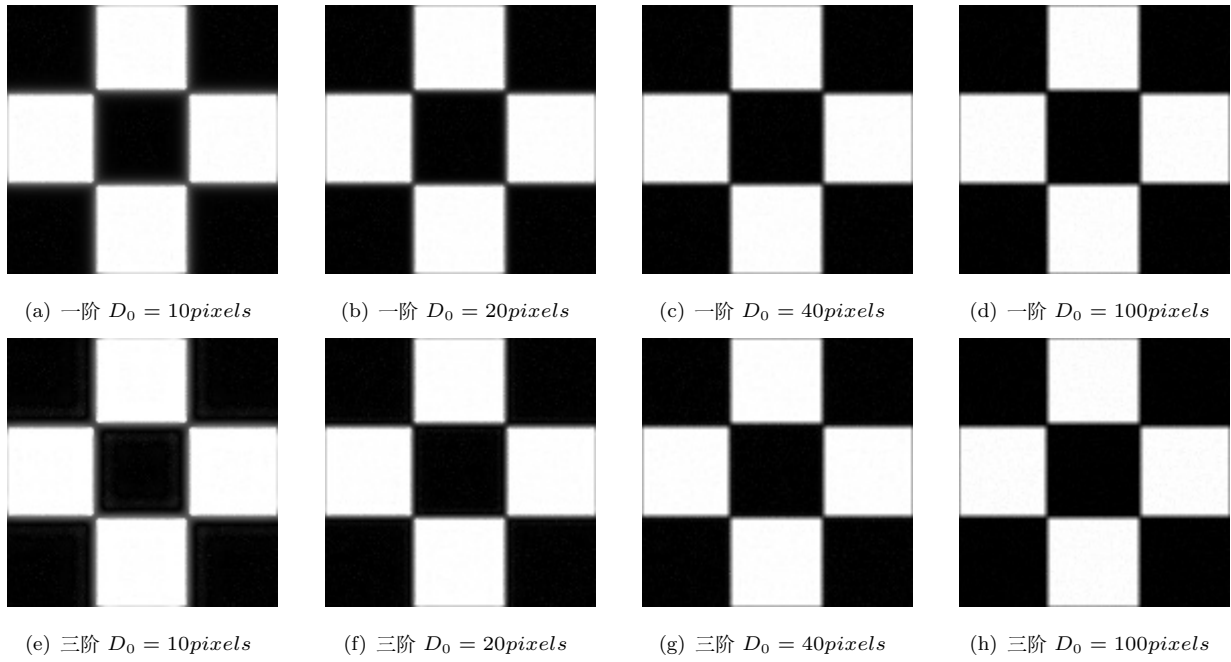 (a) 一阶 D₀ = 10pixels
(b) 一阶 D₀ = 20pixels
(c) 一阶 D₀ = 40pixels
(d) 一阶 D₀ = 100pixels
(e) 三阶 D₀ = 10pixels
(f) 三阶 D₀ = 20pixels
(g) 三阶 D₀ = 40pixels
(h) 三阶 D₀ = 100pixels